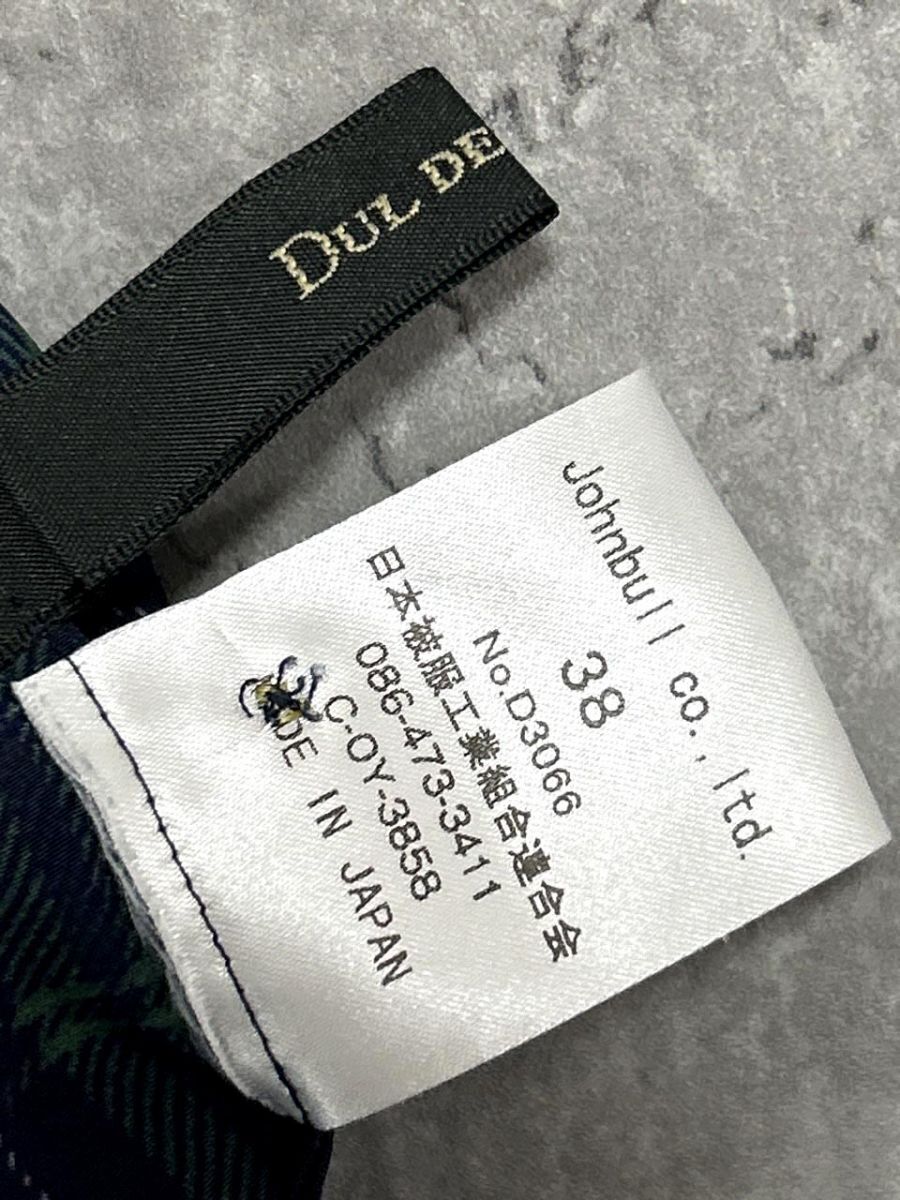 DUL DE
Johnbull co.,ltd.
38
No.D3066
日本被服工業組合連合会
086-473-3411
C-OY-3858
MADE IN JAPAN